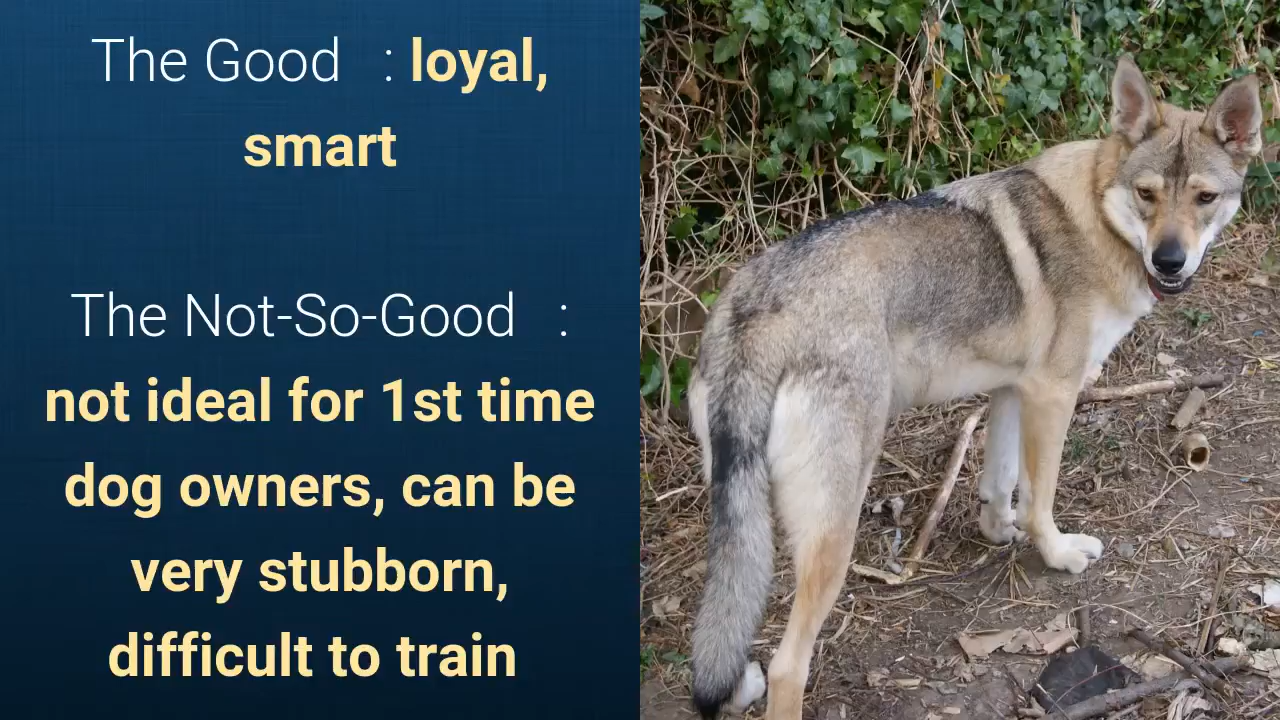 The Good : loyal,
smart
The Not-So-Good :
not ideal for 1st time
dog owners, can be
very stubborn,
difficult to train